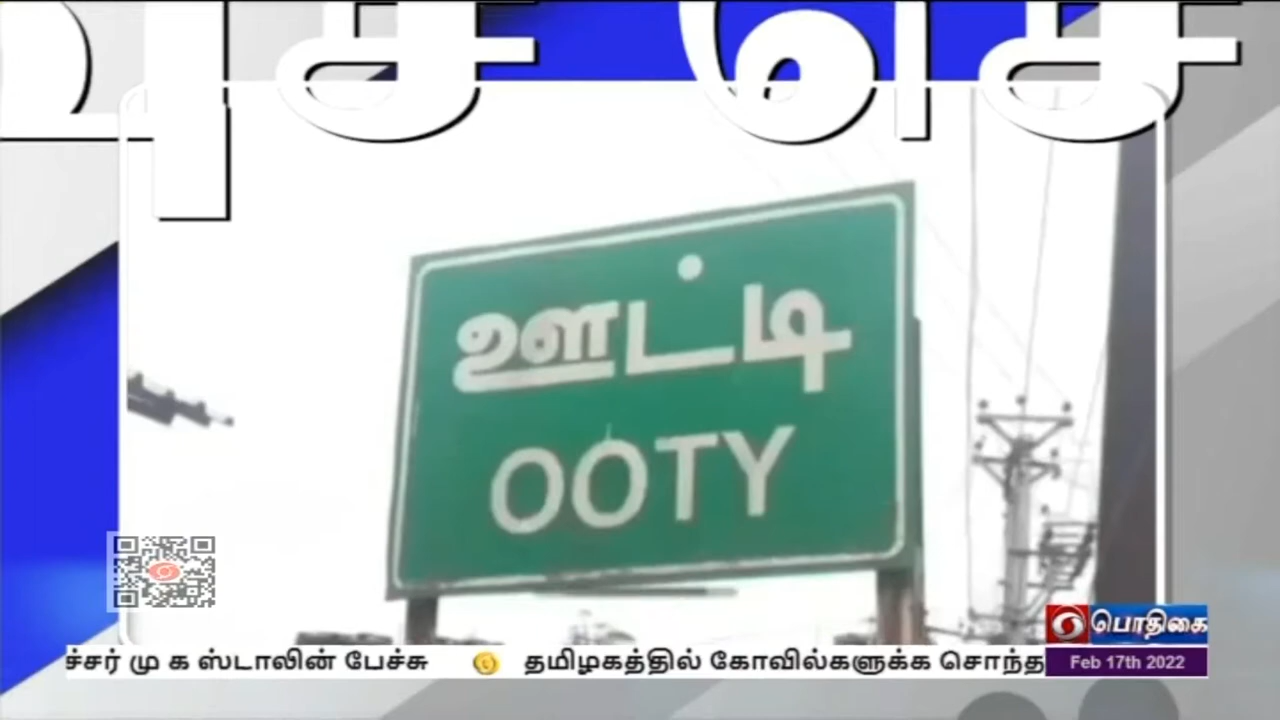 ஊட்டி
OOTY
பொதிகை
ச்சர் மு க ஸ்டாலின் பேச்சு தமிழகத்தில் கோவில்களுக்க சொந்த
Feb 17th 2022